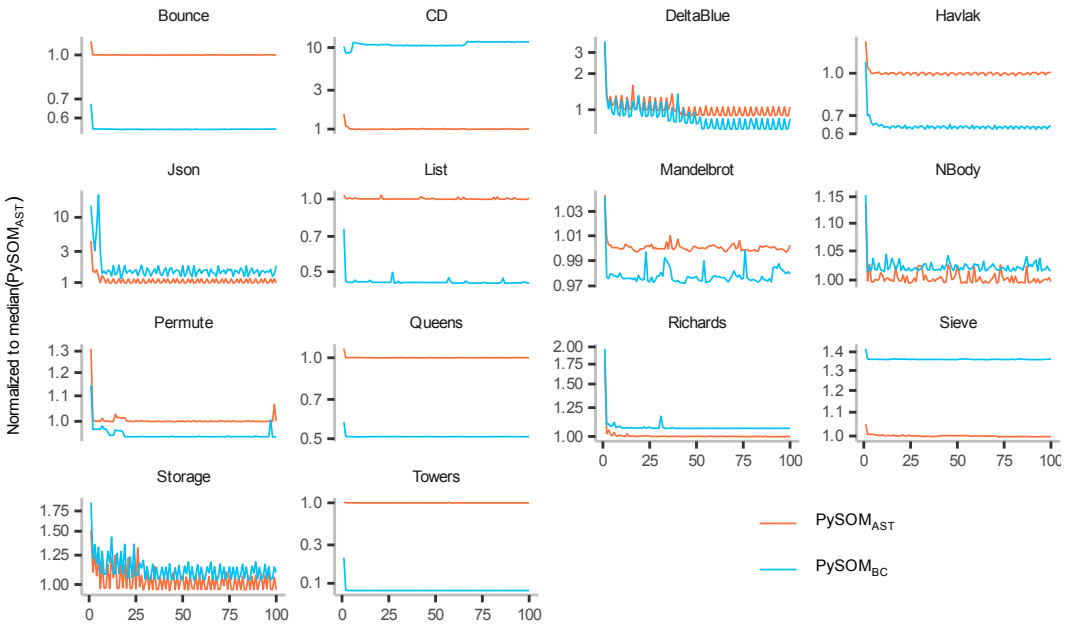 Normalized to median(PySOM_AST)
Bounce
1.0
0.7
0.6
CD
10
3
1
DeltaBlue
3
2
1
Havlak
1.0
0.7
0.6
Json
10
3
1
List
1.0
0.7
0.5
Mandelbrot
1.03
1.01
0.99
0.97
NBody
1.15
1.10
1.05
1.00
Permute
1.3
1.2
1.1
1.0
Queens
1.0
0.7
0.5
Richards
2.00
1.75
1.50
1.25
1.00
0 25 50 75 100
Sieve
1.4
1.3
1.2
1.1
1.0
0 25 50 75 100
Storage
1.75
1.50
1.25
1.00
0 25 50 75 100
Towers
1.0
0.3
0.1
0 25 50 75 100
PySOM_AST
PySOM_BC